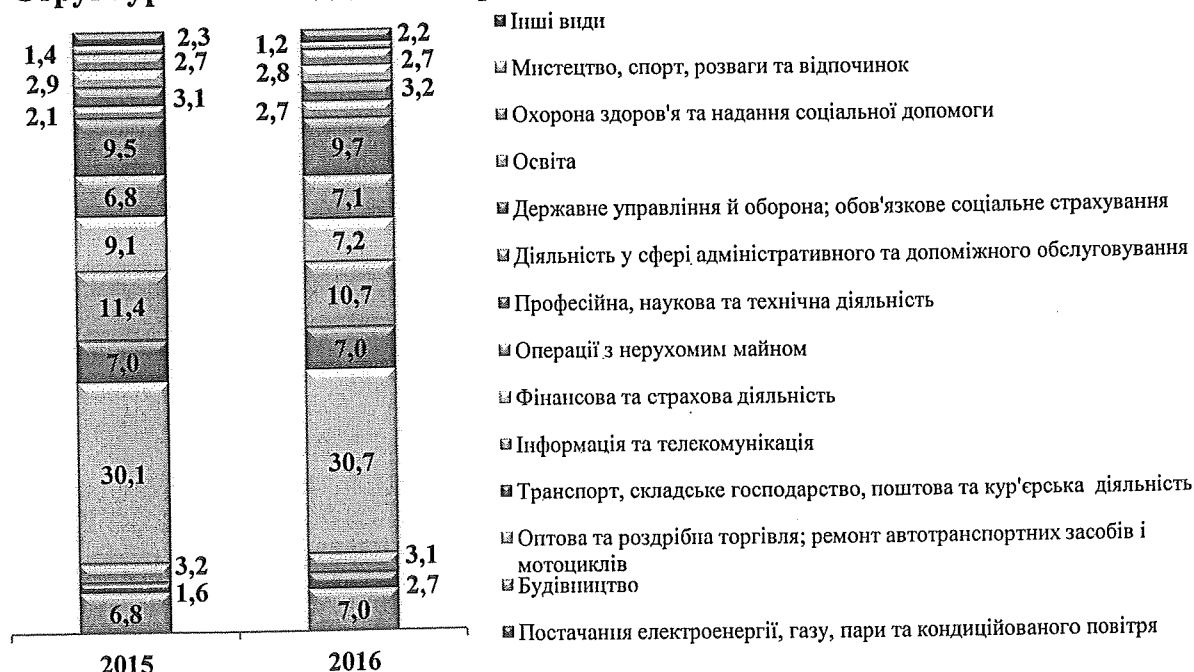 2,3
1,4
2,7
2,9
3,1
2,1
9,5
6,8
9,1
11,4
7,0
30,1
3,2
1,6
6,8
2015
2,2
1,2
2,7
2,8
3,2
2,7
9,7
7,1
7,2
10,7
7,0
30,7
3,1
2,7
7,0
2016
Інші види
Мистецтво, спорт, розваги та відпочинок
Охорона здоров'я та надання соціальної допомоги
Освіта
Державне управління й оборона; обов'язкове соціальне страхування
Діяльність у сфері адміністративного та допоміжного обслуговування
Професійна, наукова та технічна діяльність
Операції з нерухомим майном
Фінансова та страхова діяльність
Інформація та телекомунікація
Транспорт, складське господарство, поштова та кур'єрська діяльність
Оптова та роздрібна торгівля; ремонт автотранспортних засобів і
мотоциклів
Будівництво
Постачання електроенергії, газу, пари та кондиційованого повітря